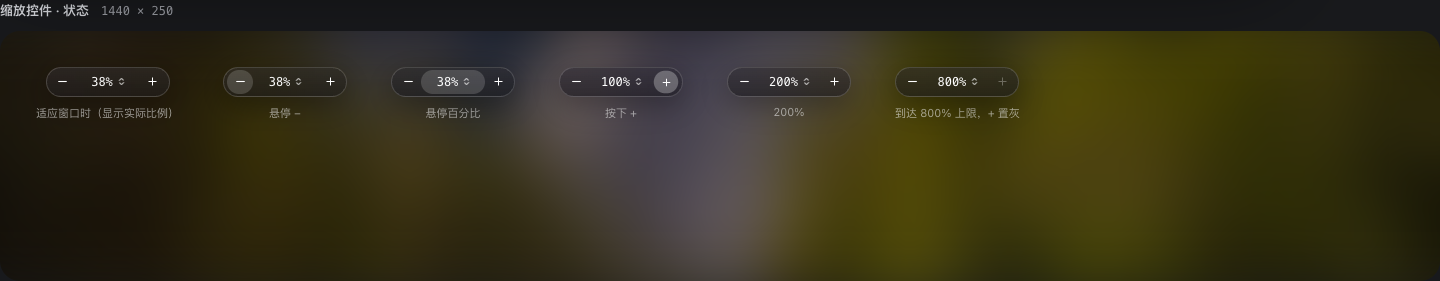 缩放控件 · 状态 1440 × 250
− 38% + − 38% + − 38% + − 100% + − 200% + − 800% +
适应窗口时（显示实际比例） 悬停 − 悬停百分比 按下 + 200% 到达 800% 上限，+ 置灰